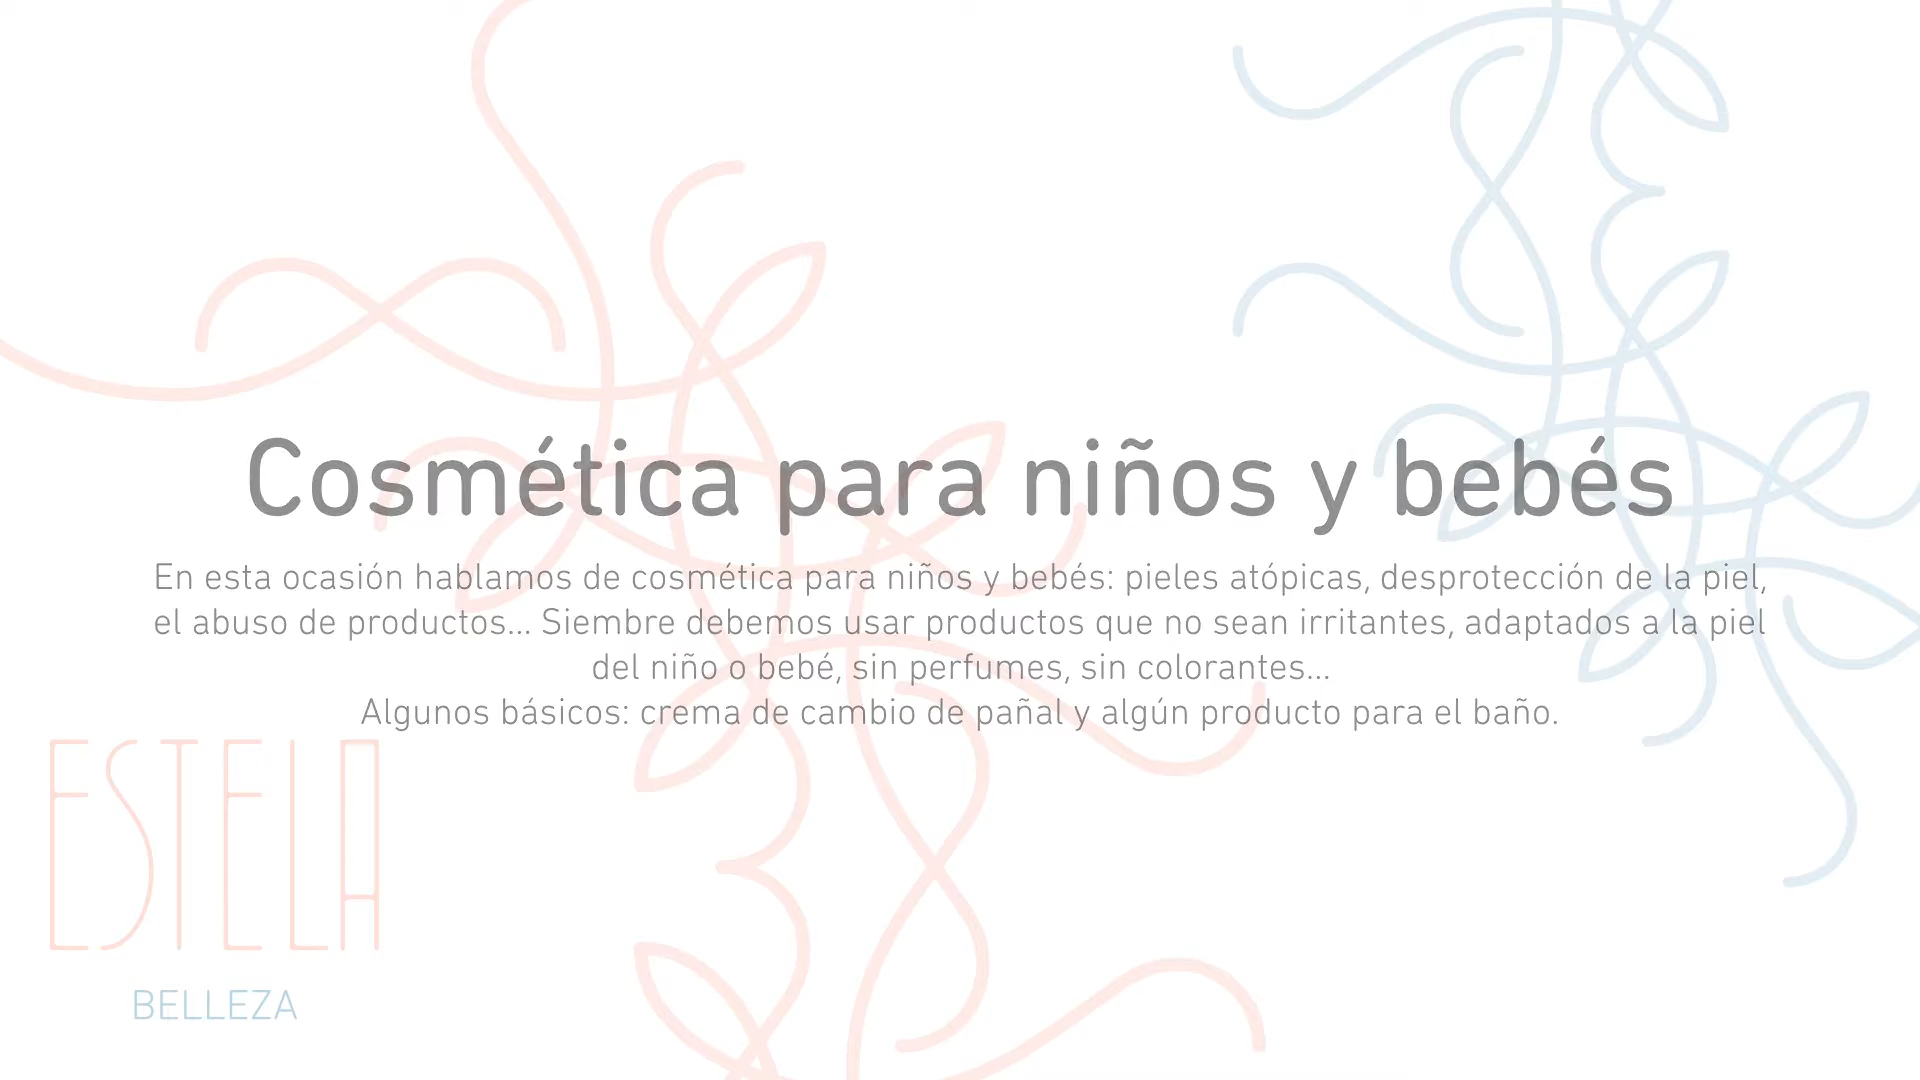 Cosmética para niños y bebés
En esta ocasión hablamos de cosmética para niños y bebés: pieles atópicas, desprotección de la piel,
el abuso de productos... Siembre debemos usar productos que no sean irritantes, adaptados a la piel
del niño o bebé, sin perfumes, sin colorantes...
Algunos básicos: crema de cambio de pañal y algún producto para el baño.
ESTELA
BELLEZA